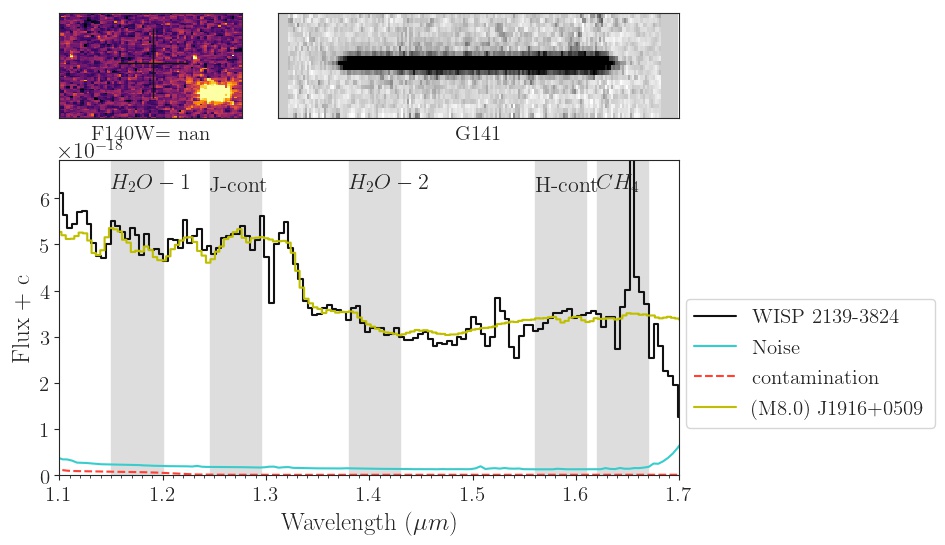 F140W= nan
G141
×10−18
H2O − 1
J-cont
H2O − 2
H-cont
CH4
6
5
4
3
2
1
0
Flux + c
1.1
1.2
1.3
1.4
1.5
1.6
1.7
Wavelength (μm)
WISP 2139-3824
Noise
contamination
(M8.0) J1916+0509